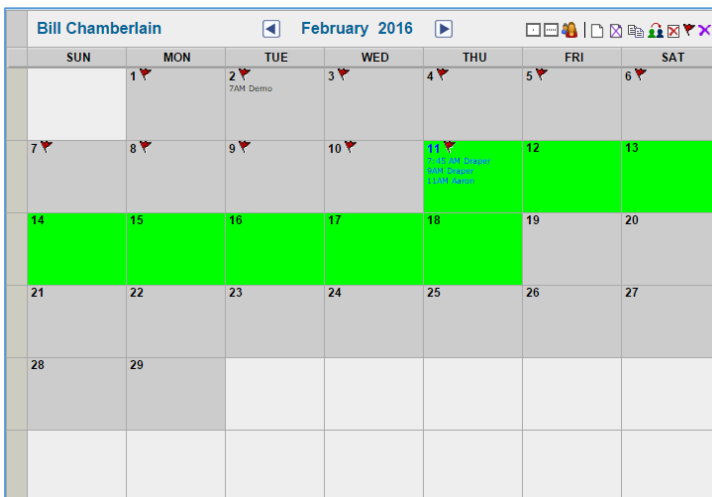 Bill Chamberlain
February 2016
SUN MON TUE WED THU FRI SAT
1 2 3 4 5 6
7AM Demo
7 8 9 10 11 12 13
7:45 AM Draper
9AM Draper
11AM Aaron
14 15 16 17 18 19 20
21 22 23 24 25 26 27
28 29